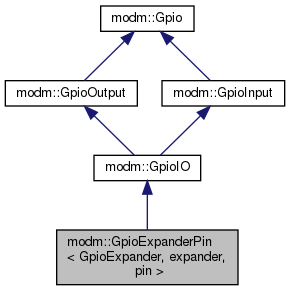 modm::Gpio
modm::GpioOutput
modm::GpioInput
modm::GpioIO
modm::GpioExpanderPin
< GpioExpander, expander,
pin >